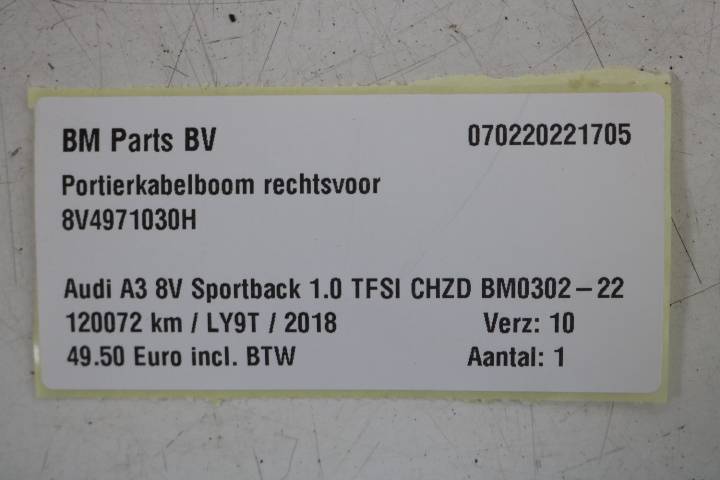 BM Parts BV 070220221705
Portierkabelboom rechtsvoor
8V4971030H
Audi A3 8V Sportback 1.0 TFSI CHZD BM0302-22
120072 km / LY9T / 2018 Verz: 10
49.50 Euro incl. BTW Aantal: 1